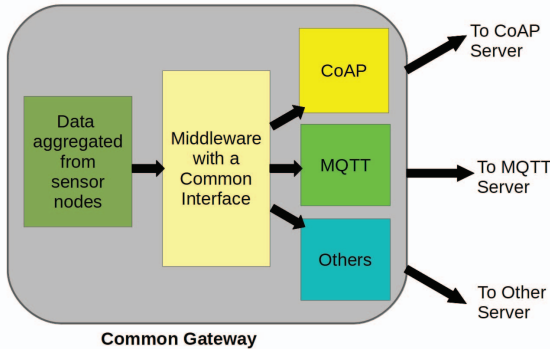 Data
aggregated
from
sensor
nodes
Middleware
with a
Common
Interface
CoAP
MQTT
Others
To CoAP
Server
To MQTT
Server
To Other
Server
Common Gateway